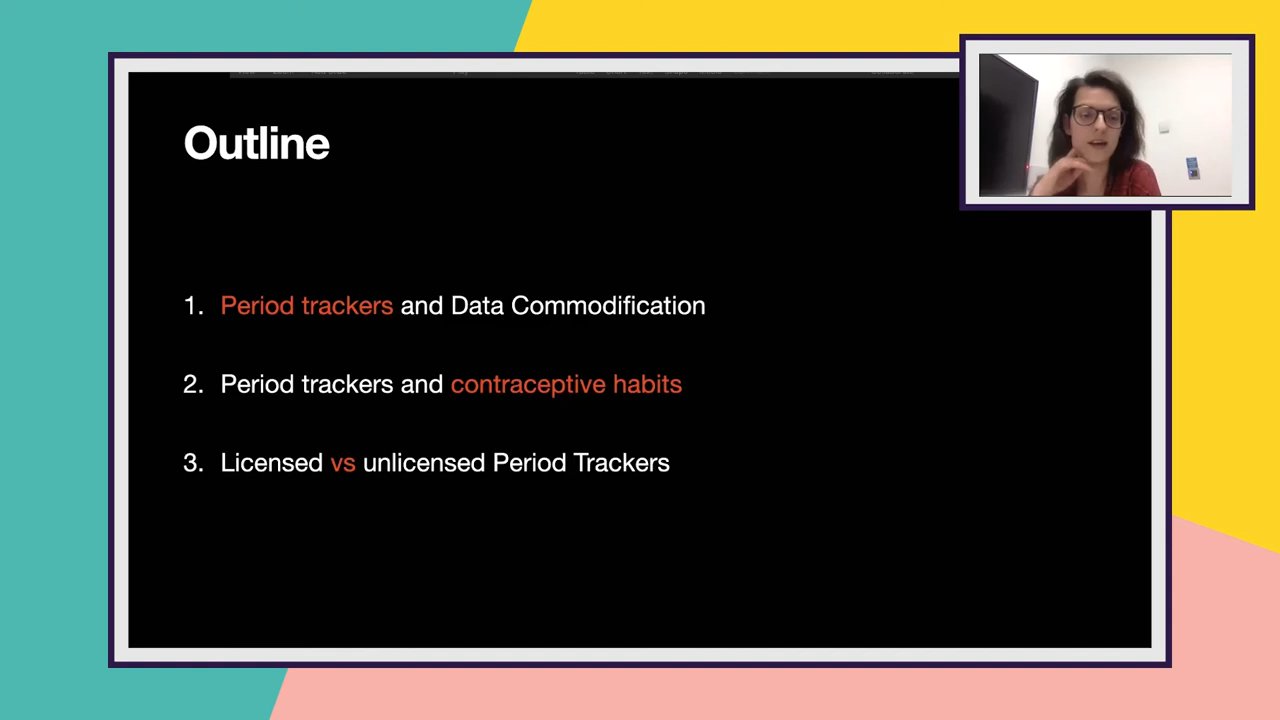 Outline
1. Period trackers and Data Commodification
2. Period trackers and contraceptive habits
3. Licensed vs unlicensed Period Trackers